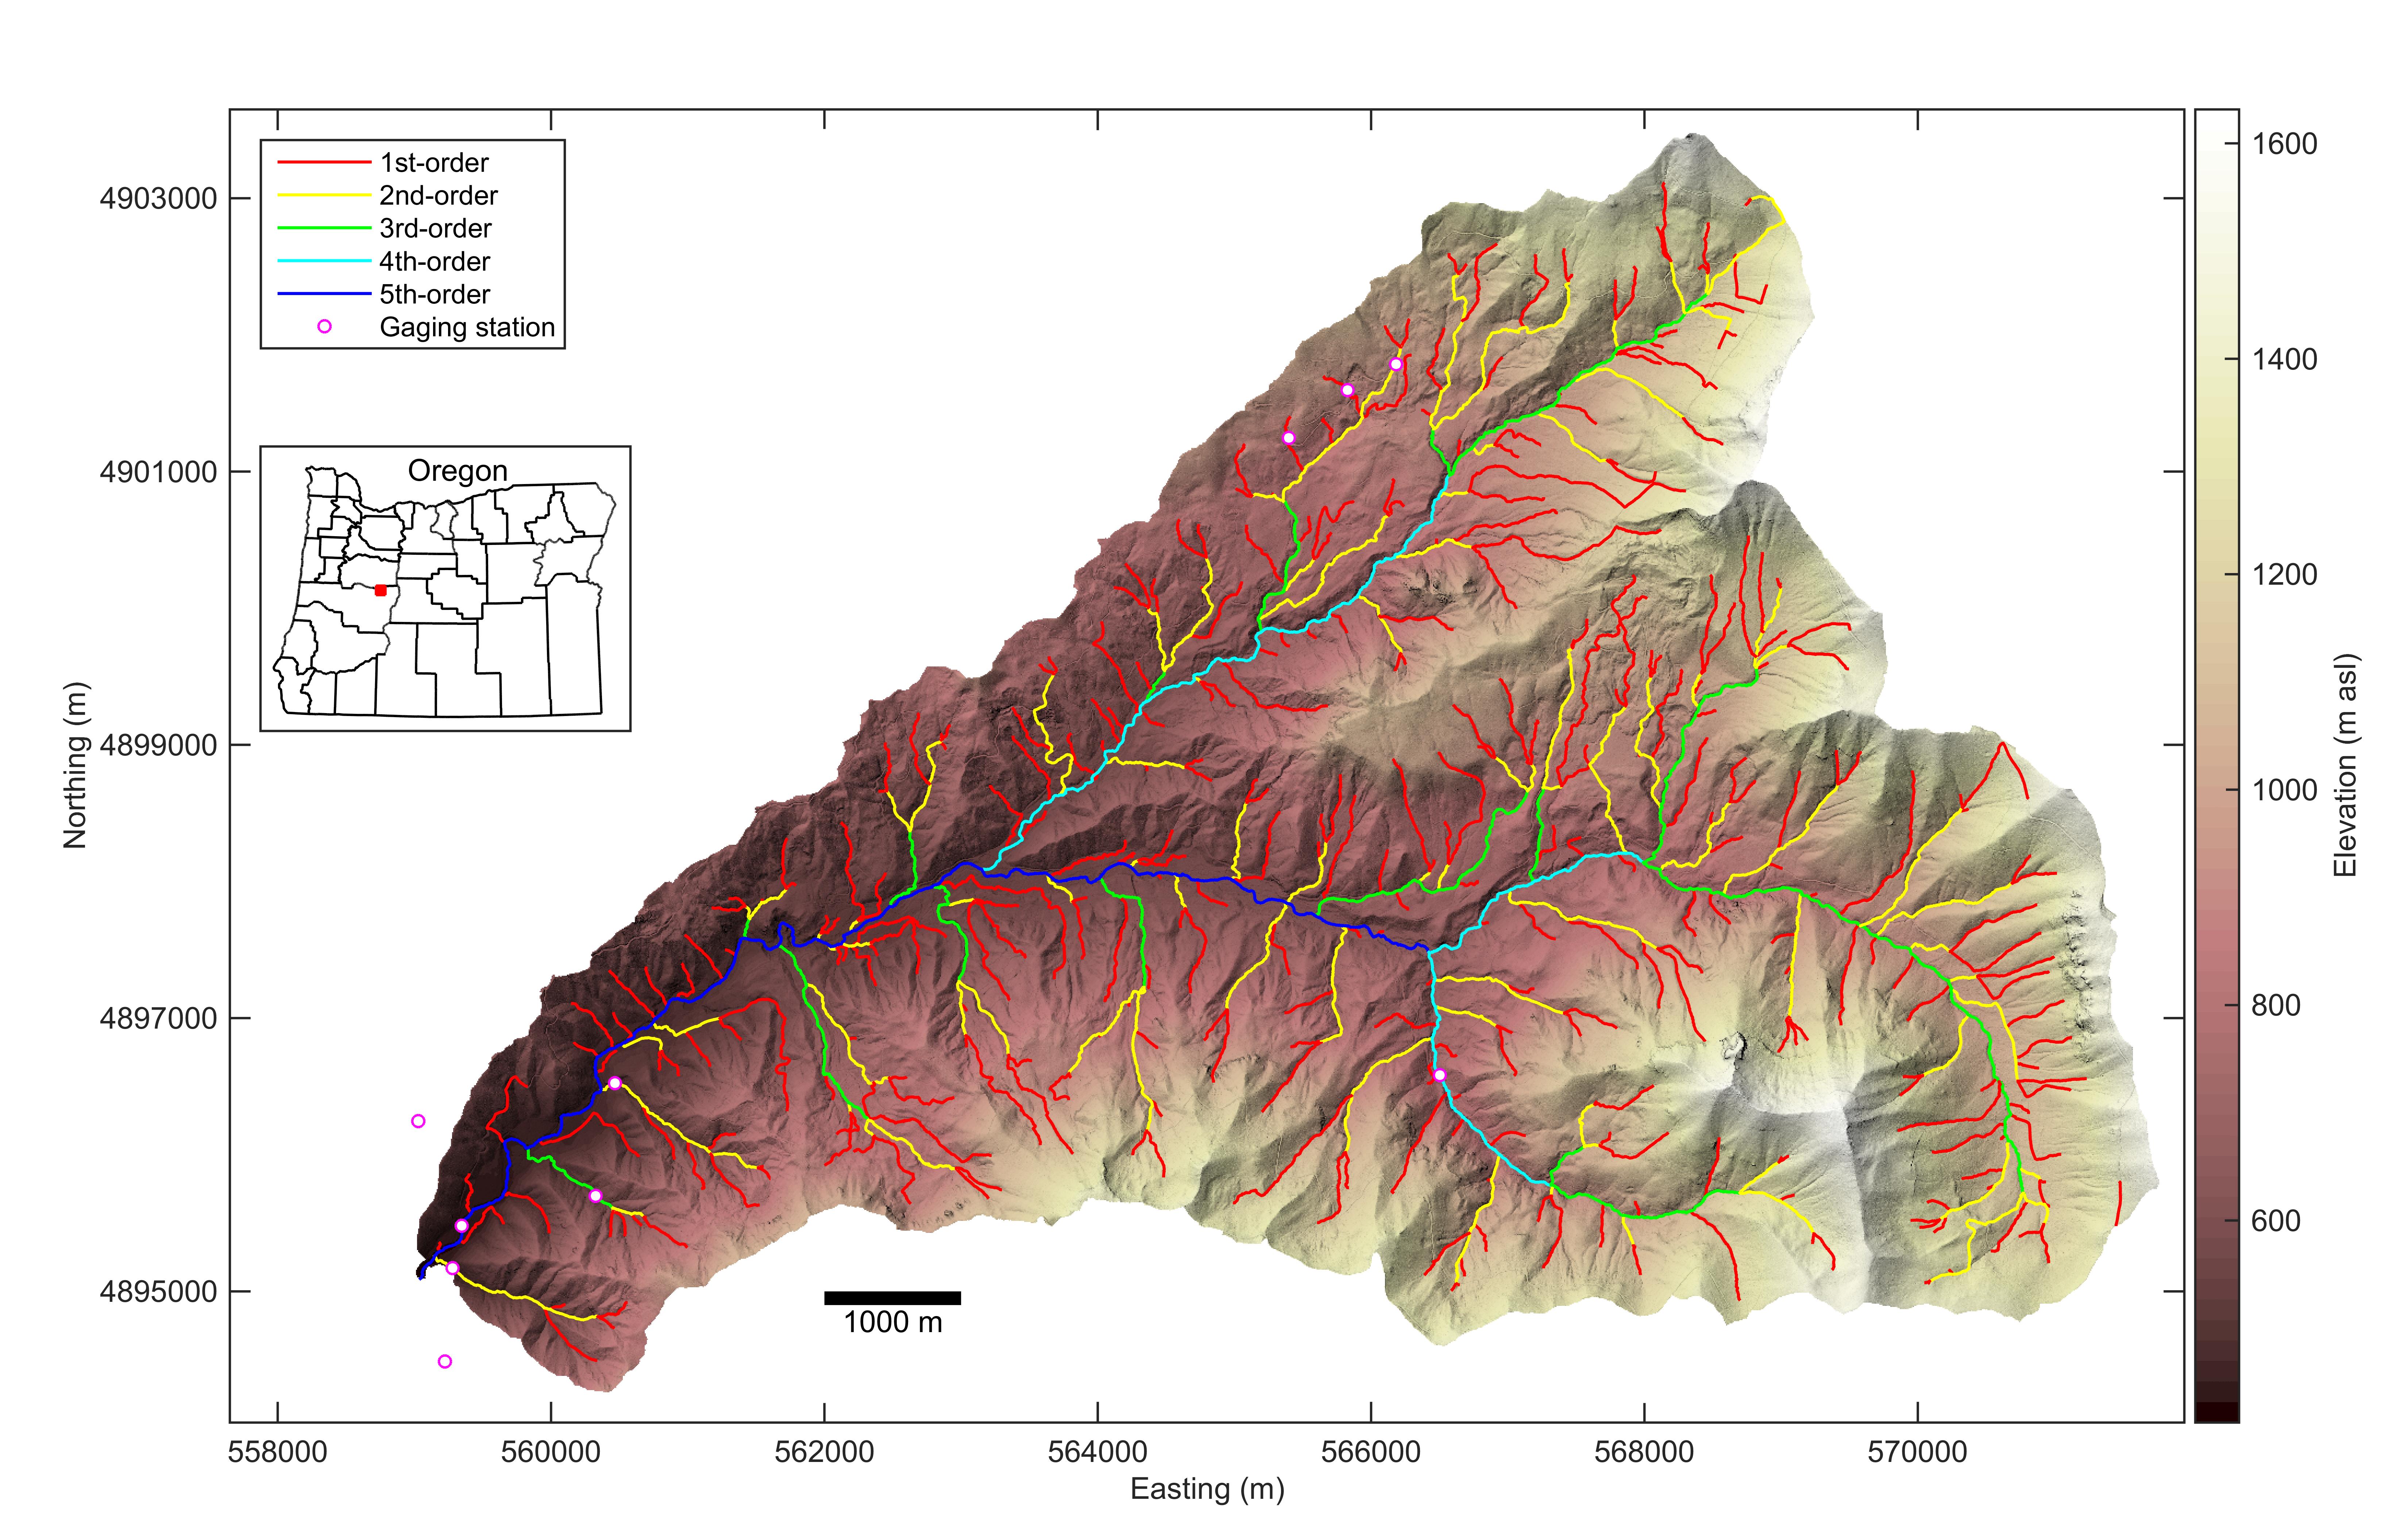 1st-order
2nd-order
3rd-order
4th-order
5th-order
Gaging station
Oregon
4903000
4901000
4899000
4897000
4895000
Northing (m)
1000 m
558000
560000
562000
564000
566000
568000
570000
Easting (m)
1600
1400
1200
1000
800
600
Elevation (m asl)